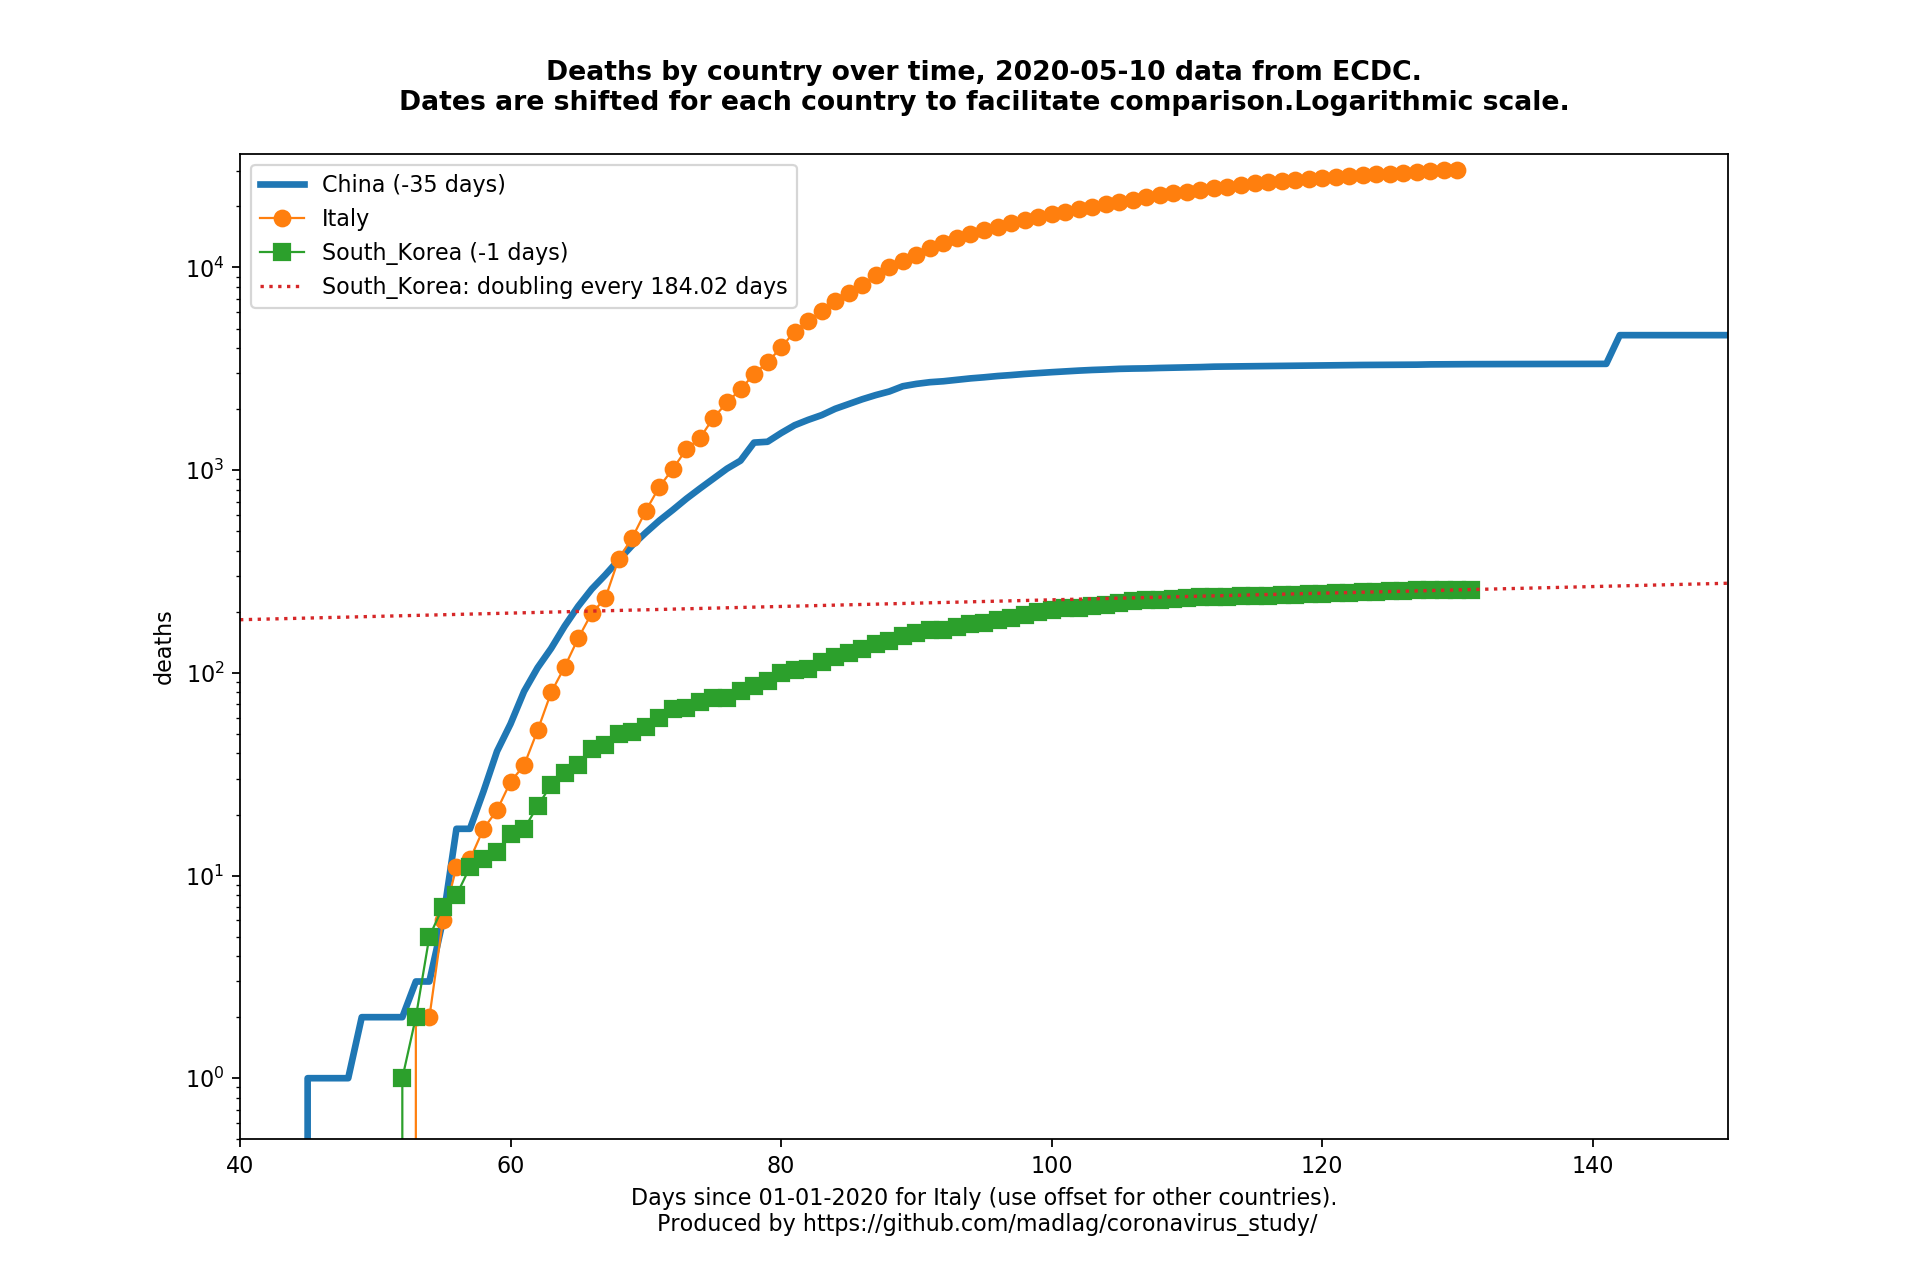 Deaths by country over time, 2020-05-10 data from ECDC.
Dates are shifted for each country to facilitate comparison.Logarithmic scale.
China (-35 days)
Italy
South_Korea (-1 days)
South_Korea: doubling every 184.02 days
deaths
10⁴
10³
10²
10¹
10⁰
40 60 80 100 120 140
Days since 01-01-2020 for Italy (use offset for other countries).
Produced by https://github.com/madlag/coronavirus_study/